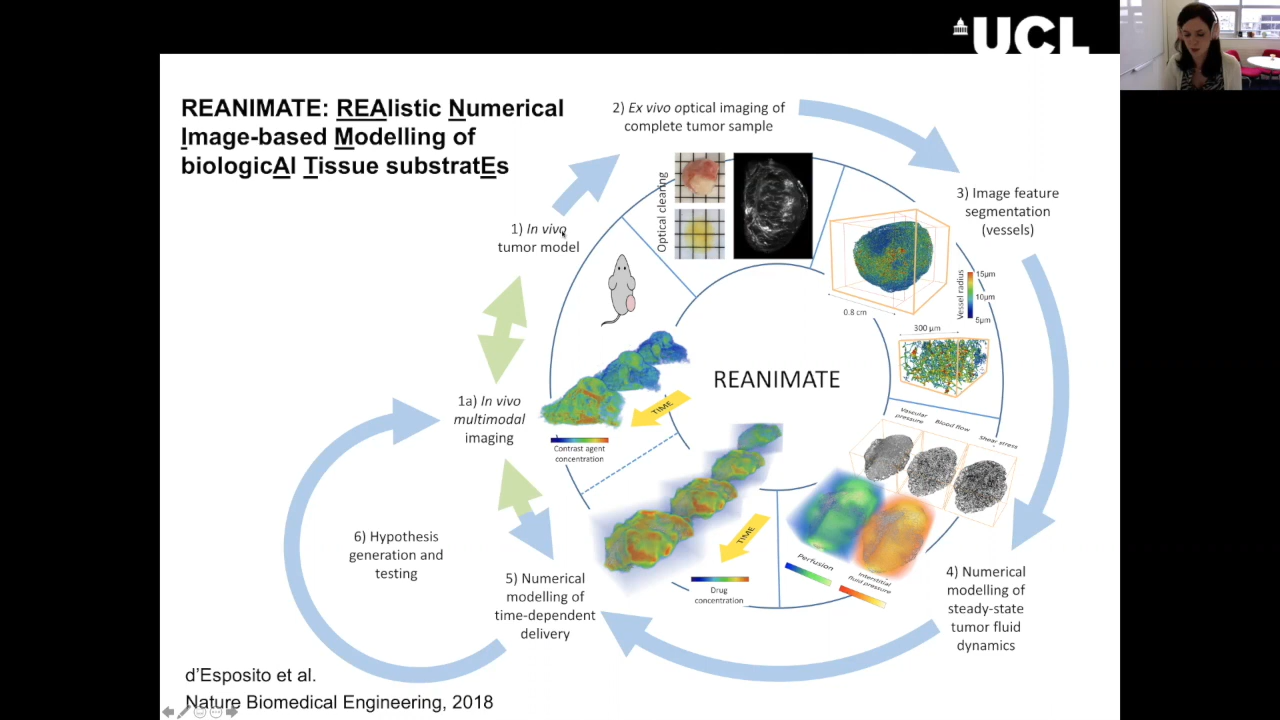 UCL
REANIMATE: REAlistic Numerical
Image-based Modelling of
biologicAl Tissue substratEs
2) Ex vivo optical imaging of
complete tumor sample
Optical clearing
3) Image feature
segmentation
(vessels)
1) In vivo
tumor model
Vessel radius
15µm
10µm
5µm
0.8 cm
300 µm
REANIMATE
1a) In vivo
multimodal
imaging
TIME
Contrast agent
concentration
Vascular
pressure
Blood flow
Shear stress
6) Hypothesis
generation and
testing
TIME
Perfusion
Interstitial
fluid pressure
Drug
concentration
5) Numerical
modelling of
time-dependent
delivery
4) Numerical
modelling of
steady-state
tumor fluid
dynamics
d'Esposito et al.
Nature Biomedical Engineering, 2018